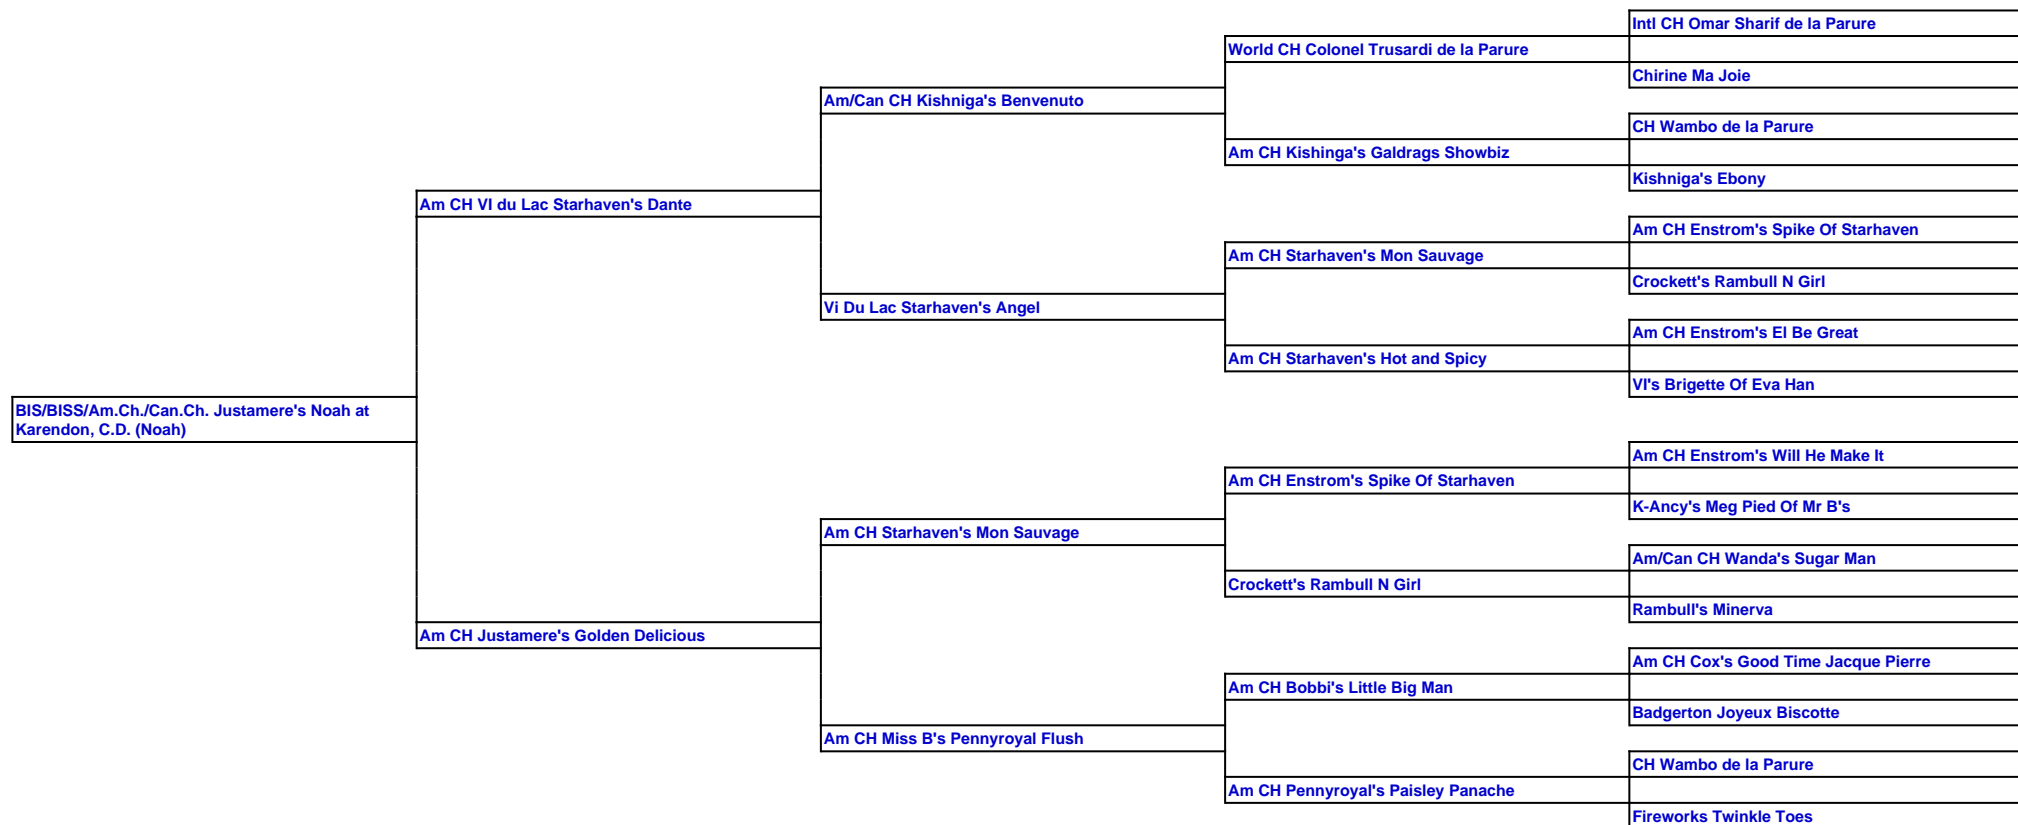 Intl CH Omar Sharif de la Parure
World CH Colonel Trusardi de la Parure
Chirine Ma Joie
Am/Can CH Kishniga's Benvenuto
CH Wambo de la Parure
Am CH Kishinga's Galdrags Showbiz
Kishniga's Ebony
Am CH VI du Lac Starhaven's Dante
Am CH Enstrom's Spike Of Starhaven
Am CH Starhaven's Mon Sauvage
Crockett's Rambull N Girl
Vi Du Lac Starhaven's Angel
Am CH Enstrom's El Be Great
Am CH Starhaven's Hot and Spicy
VI's Brigette Of Eva Han
BIS/BISS/Am.Ch./Can.Ch. Justamere's Noah at
Karendon, C.D. (Noah)
Am CH Enstrom's Will He Make It
Am CH Enstrom's Spike Of Starhaven
K-Ancy's Meg Pied Of Mr B's
Am CH Starhaven's Mon Sauvage
Am/Can CH Wanda's Sugar Man
Crockett's Rambull N Girl
Rambull's Minerva
Am CH Justamere's Golden Delicious
Am CH Cox's Good Time Jacque Pierre
Am CH Bobbi's Little Big Man
Badgerton Joyeux Biscotte
Am CH Miss B's Pennyroyal Flush
CH Wambo de la Parure
Am CH Pennyroyal's Paisley Panache
Fireworks Twinkle Toes